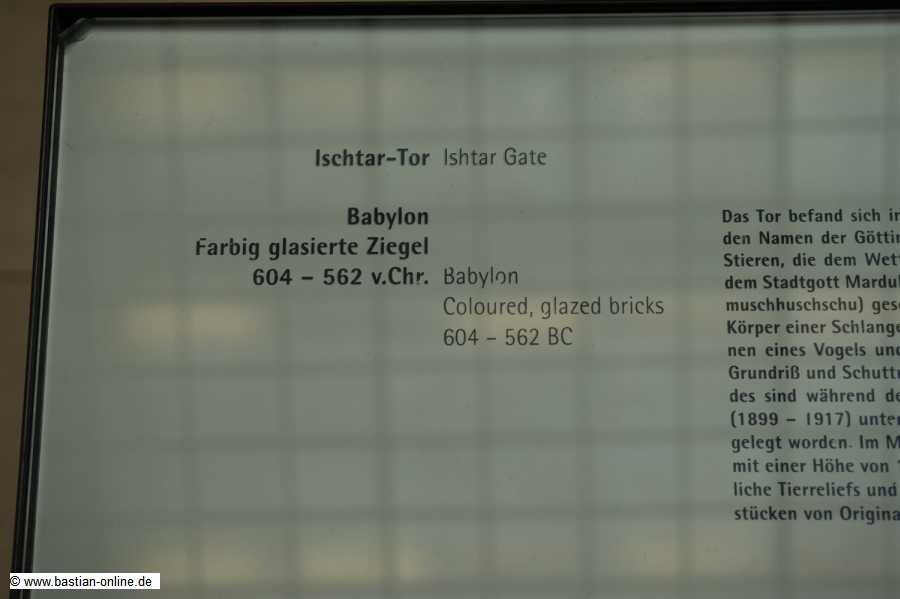 Ischtar-Tor Ishtar Gate
Babylon
Farbig glasierte Ziegel
604 – 562 v.Chr. Babylon
Coloured, glazed bricks
604 – 562 BC
Das Tor befand sich
den Namen der
Stieren, die dem
dem Stadtgott
muschhuschschu)
Körper einer
nen eines Vogels
Grundriß und
des sind während
(1899 – 1917)
gelegt worden. Im
mit einer Höhe von
liche Tierreliefs und
stücken von
© www.bastian-online.de